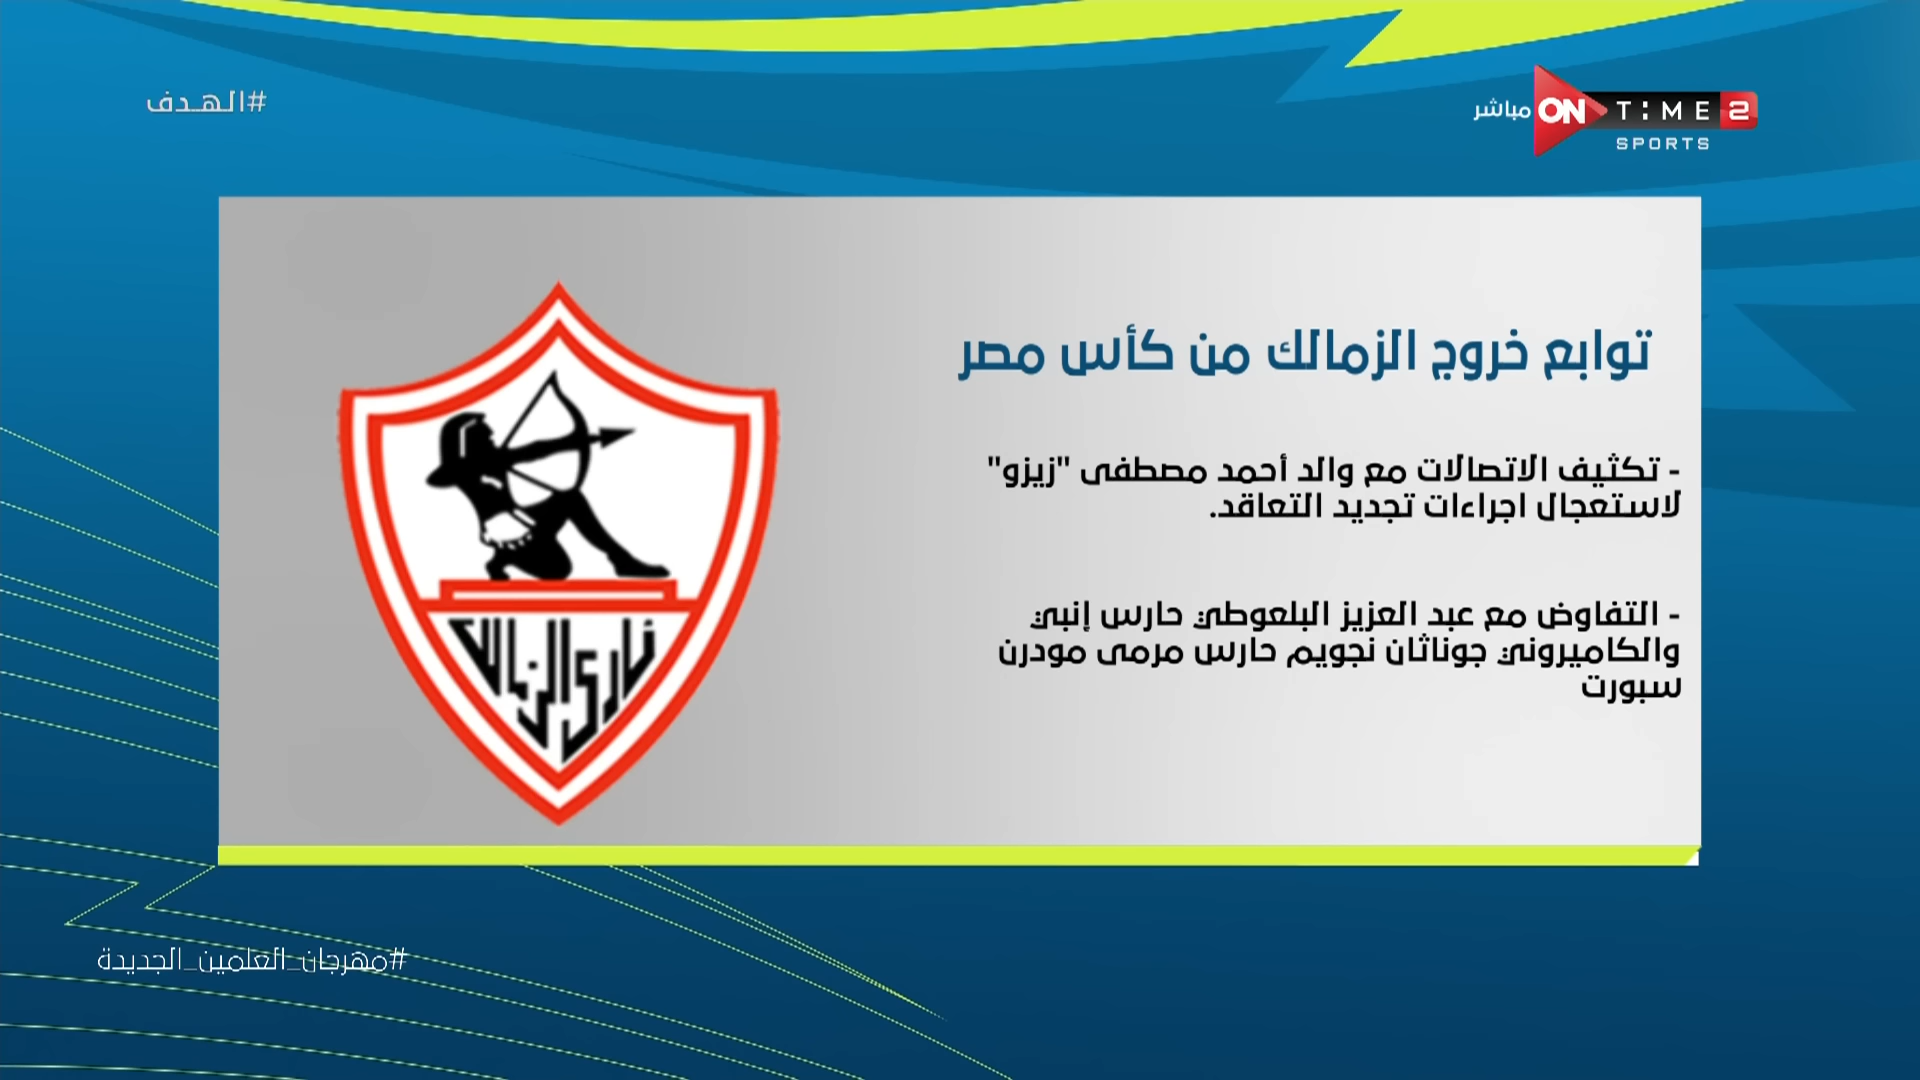 #الهدف
مباشر ON TIME 2
SPORTS
توابع خروج الزمالك من كأس مصر
- تكثيف الاتصالات مع والد أحمد مصطفى "زيزو"
لاستعجال اجراءات تجديد التعاقد.
- التفاوض مع عبد العزيز البلعوطي حارس إنبي
والكاميروني جوناثان نجويم حارس مرمى مودرن
سبورت
نادى الزمالك
#مهرجان_العلمين_الجديدة